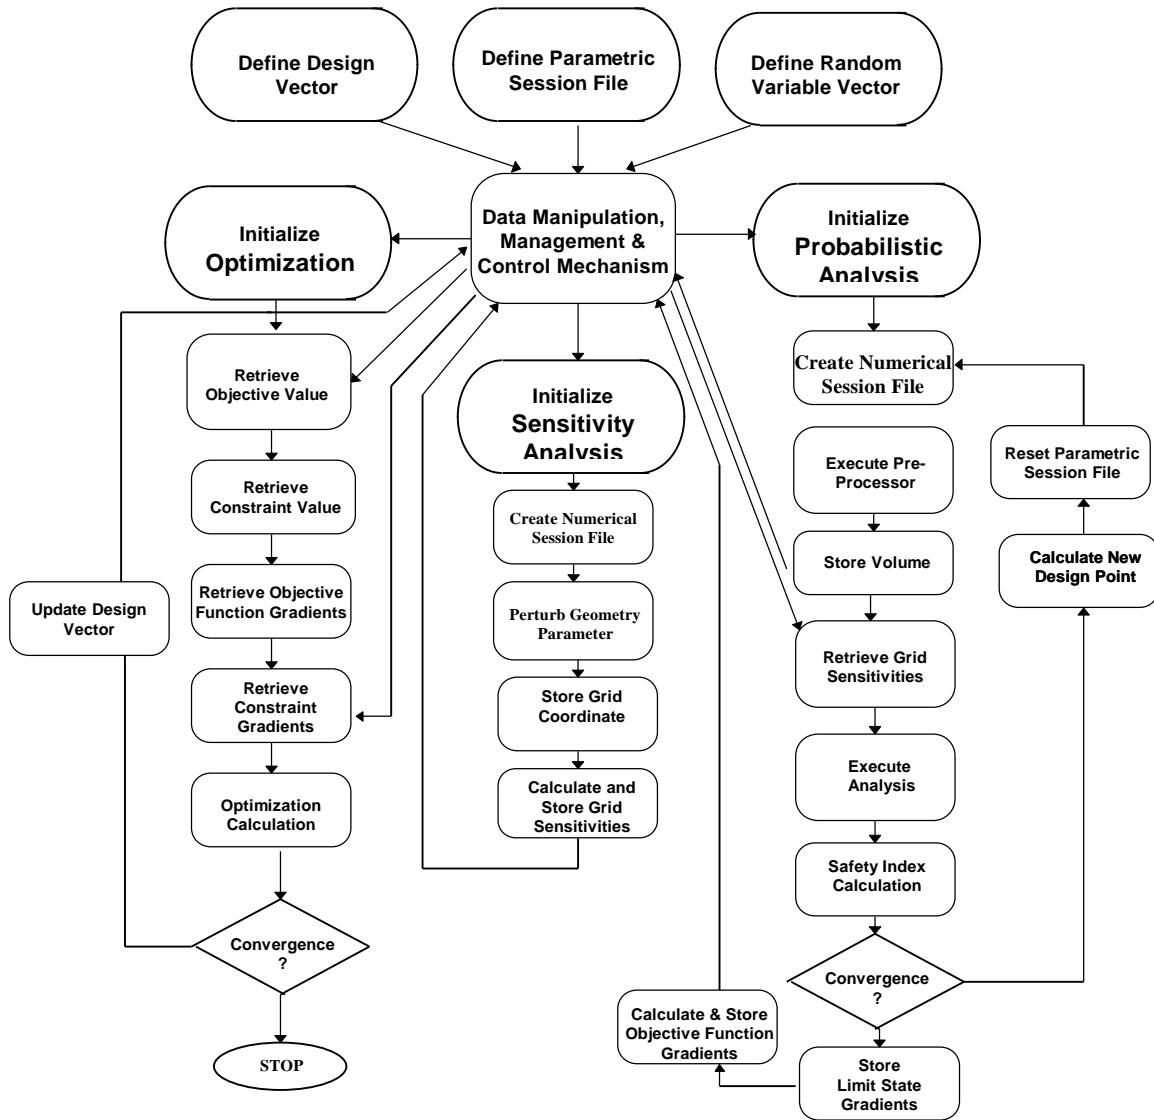 Define Design
Vector
Define Parametric
Session File
Define Random
Variable Vector
Initialize
Optimization
Data Manipulation,
Management &
Control Mechanism
Initialize
Probabilistic
Analysis
Retrieve
Objective Value
Retrieve
Constraint Value
Retrieve Objective
Function Gradients
Update Design
Vector
Retrieve
Constraint
Gradients
Optimization
Calculation
Convergence
?
STOP
Initialize
Sensitivity
Analysis
Create Numerical
Session File
Perturb Geometry
Parameter
Store Grid
Coordinate
Calculate and
Store Grid
Sensitivities
Create Numerical
Session File
Execute Pre-
Processor
Store Volume
Retrieve Grid
Sensitivities
Execute
Analysis
Safety Index
Calculation
Convergence
?
Reset Parametric
Session File
Calculate New
Design Point
Calculate & Store
Objective Function
Gradients
Store
Limit State
Gradients